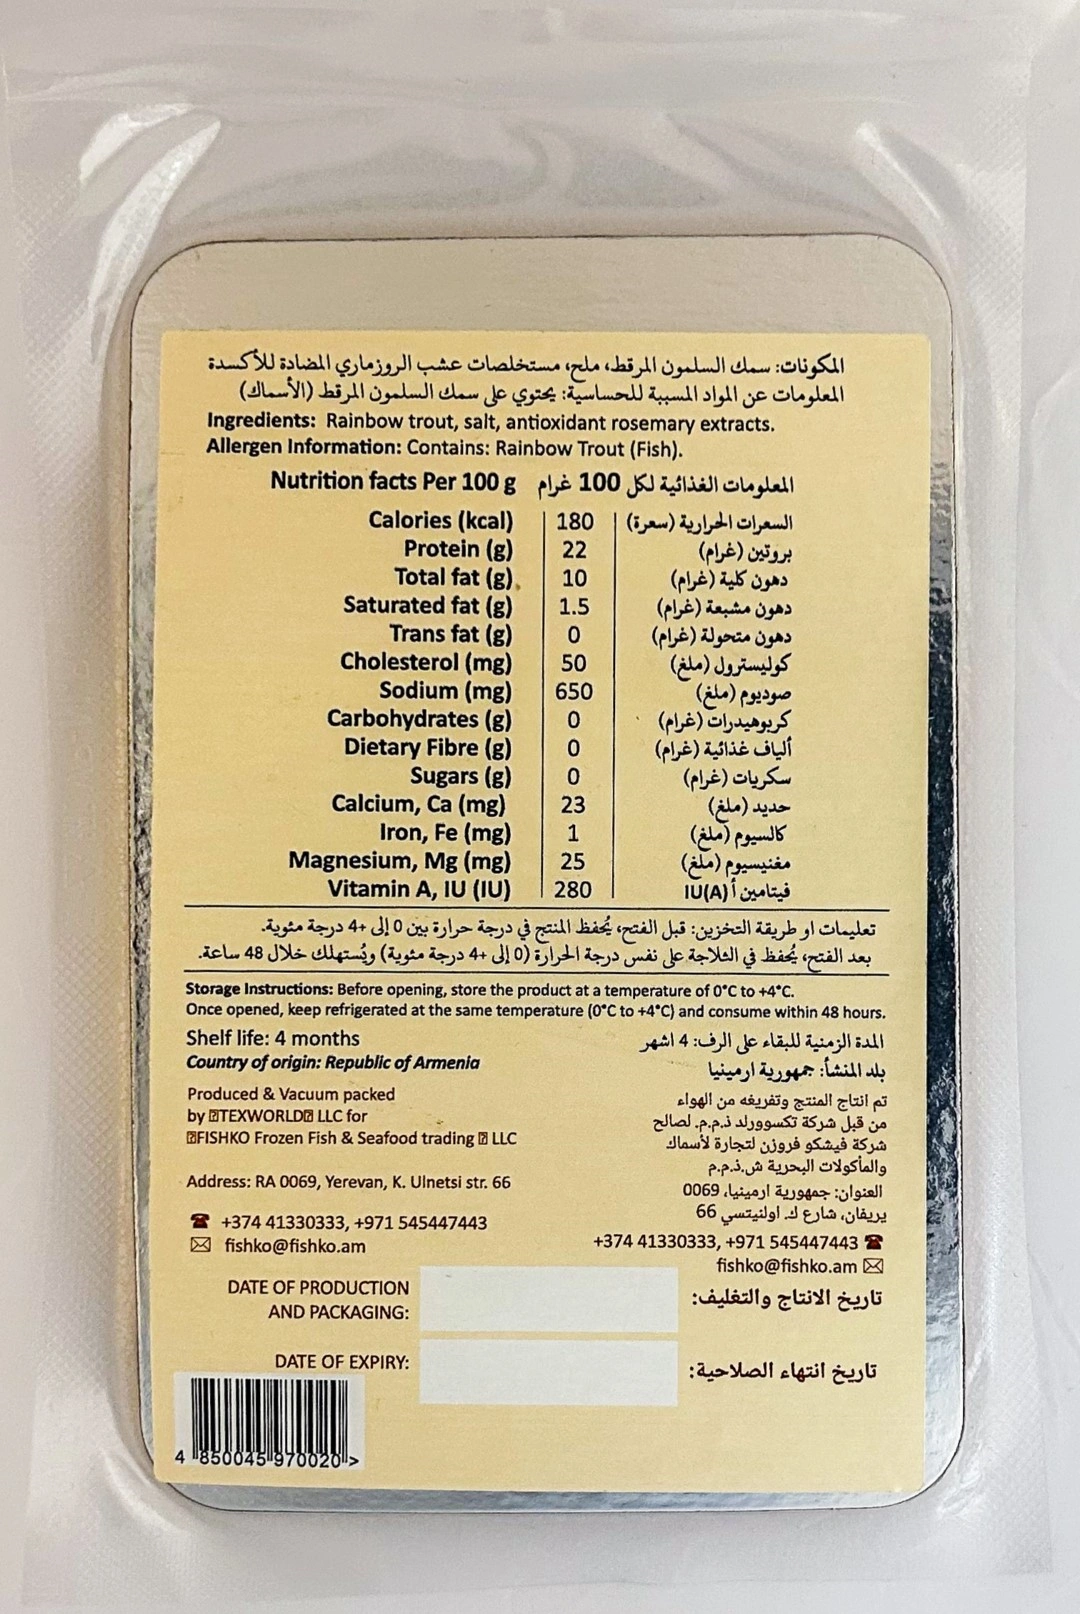 المكونات: سمك السلمون المرقط، ملح، مستخلصات عشب الروزماري المضادة للأكسدة
المعلومات عن المواد المسببة للحساسية: يحتوي على سمك السلمون المرقط (الأسماك)
Ingredients: Rainbow trout, salt, antioxidant rosemary extracts.
Allergen Information: Contains: Rainbow Trout (Fish).
Nutrition facts Per 100 g المعلومات الغذائية لكل 100 غرام
Calories (kcal) 180 السعرات الحرارية (سعرة)
Protein (g) 22 بروتين (غرام)
Total fat (g) 10 دهون كلية (غرام)
Saturated fat (g) 1.5 دهون مشبعة (غرام)
Trans fat (g) 0 دهون متحولة (غرام)
Cholesterol (mg) 50 كوليسترول (ملغ)
Sodium (mg) 650 صوديوم (ملغ)
Carbohydrates (g) 0 كربوهيدرات (غرام)
Dietary Fibre (g) 0 ألياف غذائية (غرام)
Sugars (g) 0 سكريات (غرام)
Calcium, Ca (mg) 23 حديد (ملغ)
Iron, Fe (mg) 1 كالسيوم (ملغ)
Magnesium, Mg (mg) 25 مغنيسيوم (ملغ)
Vitamin A, IU (IU) 280 فيتامين أ IU(A)
تعليمات او طريقة التخزين: قبل الفتح، يُحفظ المنتج في درجة حرارة بين 0 إلى +4 درجة مئوية.
بعد الفتح، يُحفظ في الثلاجة على نفس درجة الحرارة (0 إلى +4 درجة مئوية) ويُستهلك خلال 48 ساعة.
Storage Instructions: Before opening, store the product at a temperature of 0°C to +4°C.
Once opened, keep refrigerated at the same temperature (0°C to +4°C) and consume within 48 hours.
Shelf life: 4 months
Country of origin: Republic of Armenia
Produced & Vacuum packed
by TEXWORLD LLC for
FISHKO Frozen Fish & Seafood trading LLC
Address: RA 0069, Yerevan, K. Ulnetsi str. 66
+374 41330333, +971 545447443
fishko@fishko.am
المدة الزمنية للبقاء على الرف: 4 اشهر
بلد المنشأ: جمهورية ارمينيا
تم انتاج المنتج وتفريغه من الهواء
من قبل شركة تكسوورلد ذ.م.م. لصالح
شركة فيشكو فروزن لتجارة لأسماك
والمأكولات البحرية ش.ذ.م.م
العنوان: جمهورية ارمينيا، 0069
يريفان، شارع ك. اولنيتسي 66
+374 41330333, +971 545447443
fishko@fishko.am
DATE OF PRODUCTION
AND PACKAGING:
تاريخ الانتاج والتغليف:
DATE OF EXPIRY:
تاريخ انتهاء الصلاحية:
4 850045 970020 >